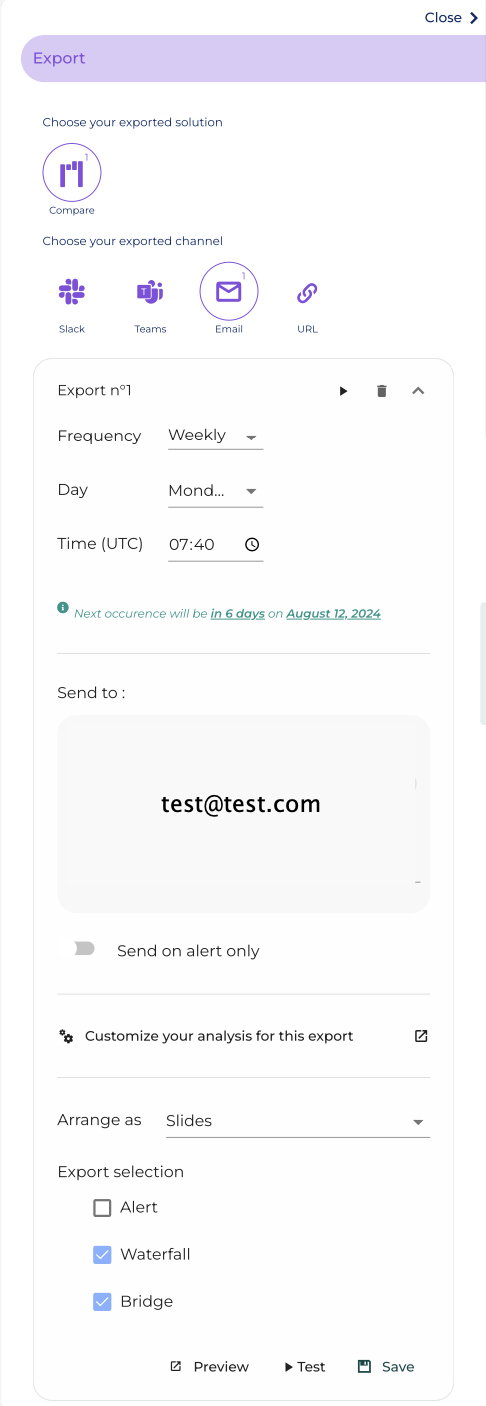 Close
Export
Choose your exported solution
1
Compare
Choose your exported channel
1
Slack Teams Email URL
Export n°1
Frequency Weekly
Day Mond...
Time (UTC) 07:40
Next occurence will be in 6 days on August 12, 2024
Send to :
test@test.com
Send on alert only
Customize your analysis for this export
Arrange as Slides
Export selection
Alert
Waterfall
Bridge
Preview Test Save